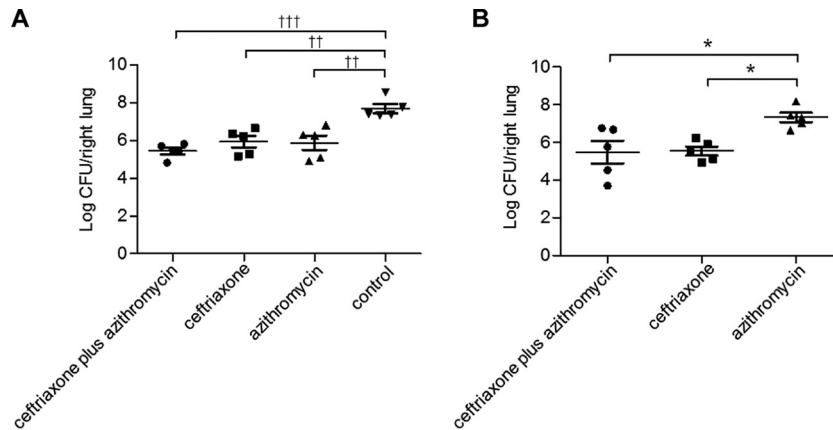 A
†††
††
††
10
8
6
4
2
0
Log CFU/right lung
ceftriaxone plus azithromycin
ceftriaxone
azithromycin
control
B
*
*
10
8
6
4
2
0
Log CFU/right lung
ceftriaxone plus azithromycin
ceftriaxone
azithromycin